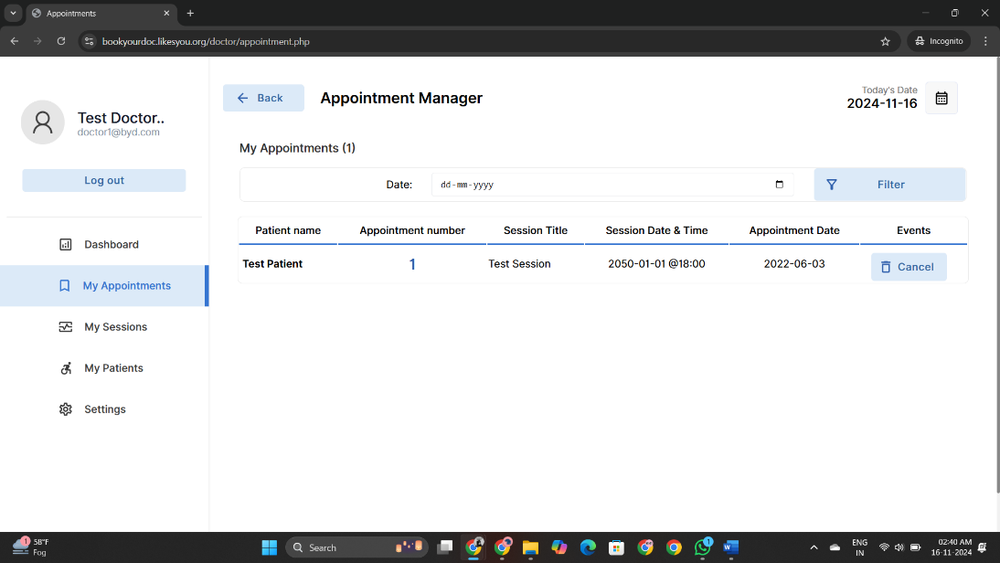 Appointments
bookyourdoc.likesyou.org/doctor/appointment.php
Incognito
Test Doctor..
doctor1@byd.com
Log out
Dashboard
My Appointments
My Sessions
My Patients
Settings
Back
Appointment Manager
Today's Date
2024-11-16
My Appointments (1)
Date:
dd-mm-yyyy
Filter
Patient name Appointment number Session Title Session Date & Time Appointment Date Events
Test Patient 1 Test Session 2050-01-01 @18:00 2022-06-03 Cancel
1
58°F
Fog
Search
1
ENG
IN
02:40 AM
16-11-2024